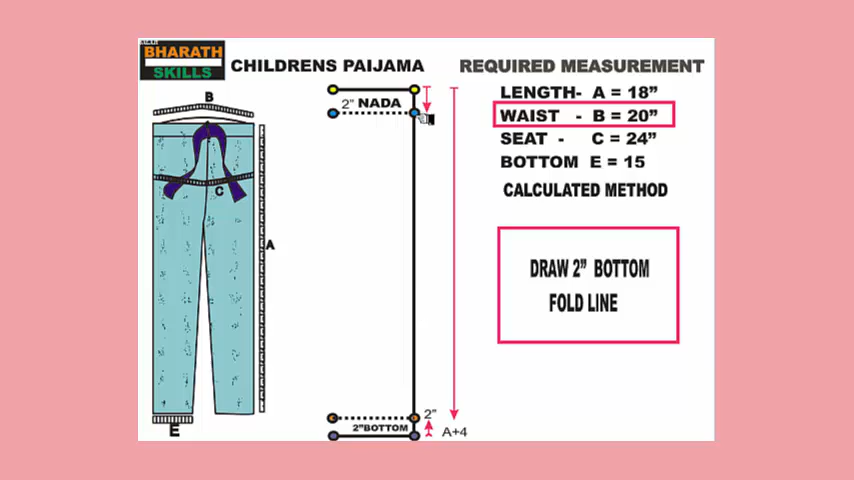 BHARATH
SKILLS
CHILDRENS PAIJAMA
REQUIRED MEASUREMENT
LENGTH- A = 18”
WAIST - B = 20”
SEAT - C = 24”
BOTTOM E = 15
CALCULATED METHOD
DRAW 2” BOTTOM
FOLD LINE
B
C
A
E
2” NADA
2”
2”BOTTOM
A+4